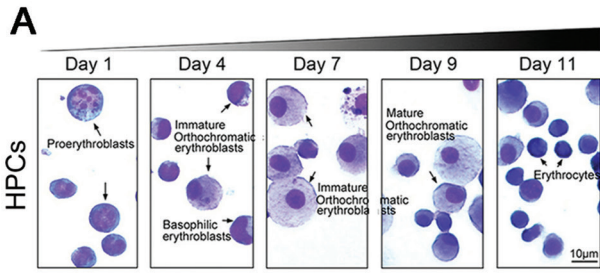 A
Day 1
Day 4
Day 7
Day 9
Day 11
HPCs
Proerythroblasts
Immature
Orthochromatic
erythroblasts
Basophilic
erythroblasts
Immature
Orthochromatic
erythroblasts
Mature
Orthochromatic
erythroblasts
Erythrocytes
10μm